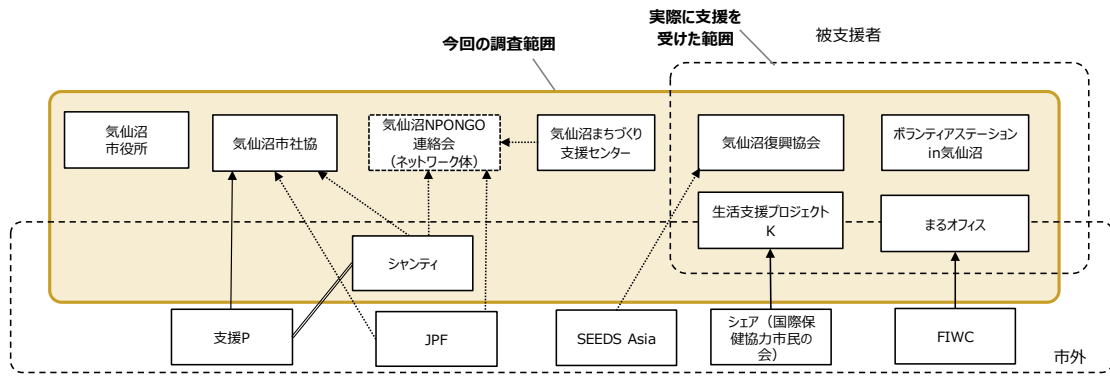 実際に支援を
受けた範囲
被支援者
今回の調査範囲
気仙沼
市役所
気仙沼市社協
気仙沼NPONGO
連絡会
（ネットワーク体）
気仙沼まちづくり
支援センター
気仙沼復興協会
ボランティアステーション
in気仙沼
生活支援プロジェクト
K
まるオフィス
シャンティ
支援P
JPF
SEEDS Asia
シェア（国際保
健協力市民の
会）
FIWC
市外